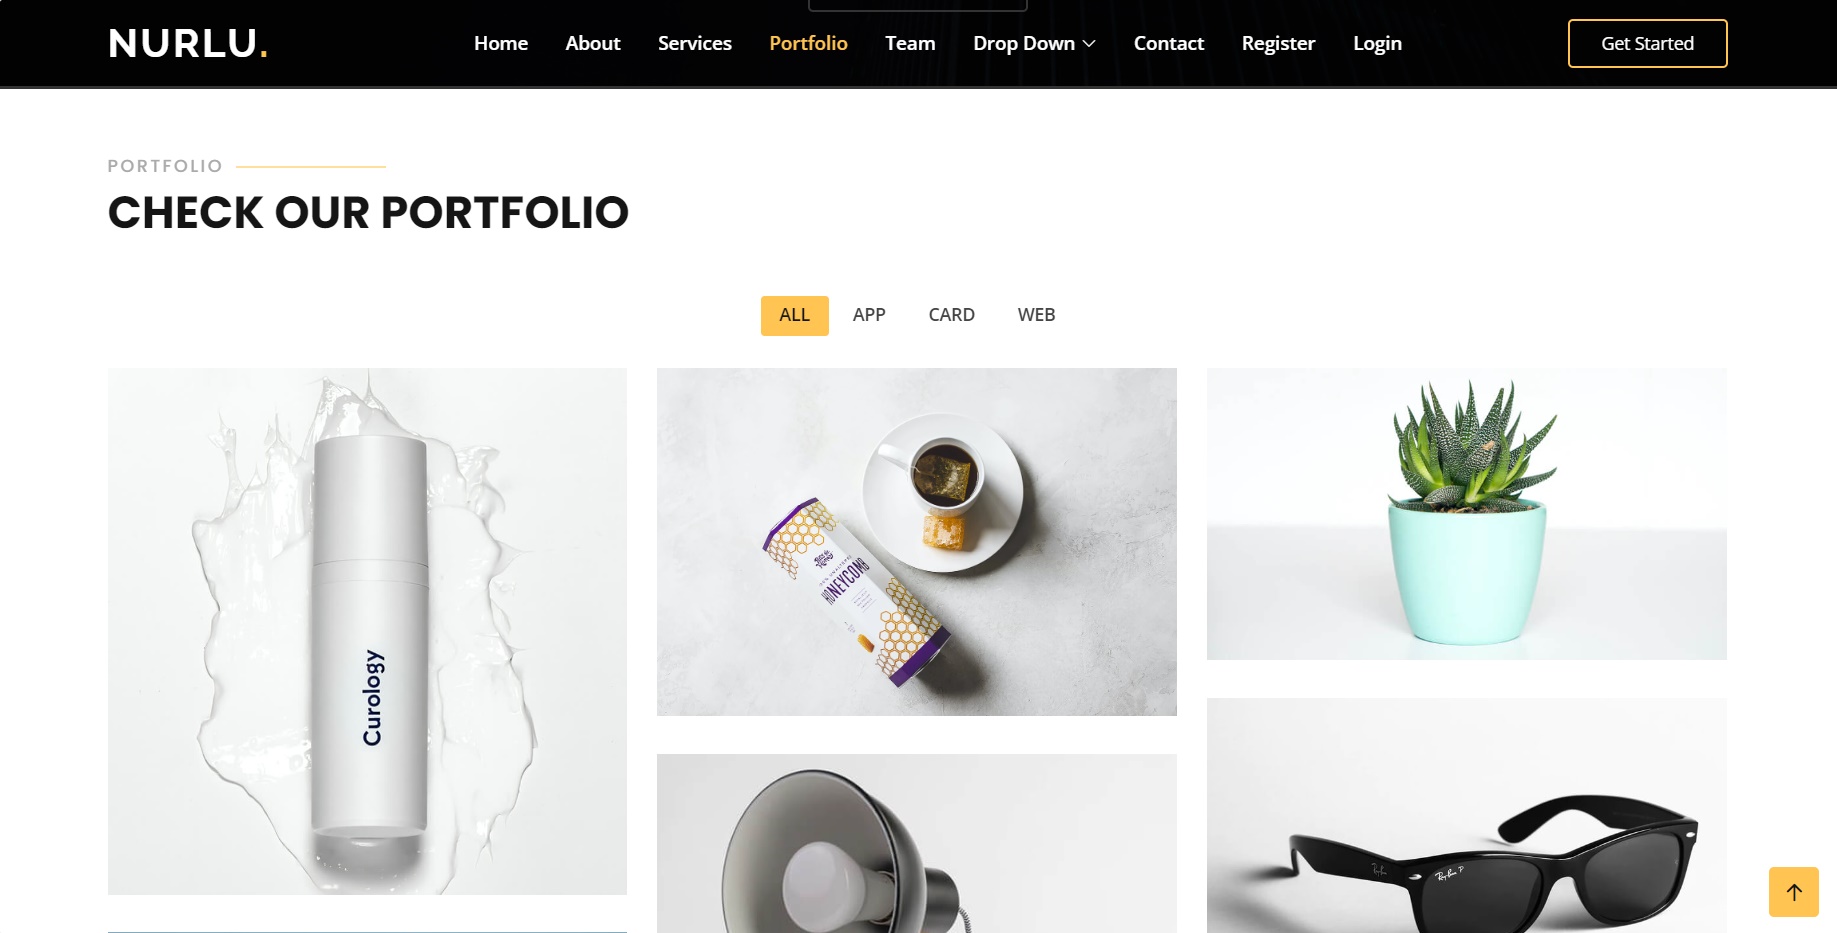 NURLU.
Home About Services Portfolio Team Drop Down Contact Register Login
Get Started
PORTFOLIO
CHECK OUR PORTFOLIO
ALL APP CARD WEB
Curology
HONEYCOMB
Ray-Ban P
Ray-Ban